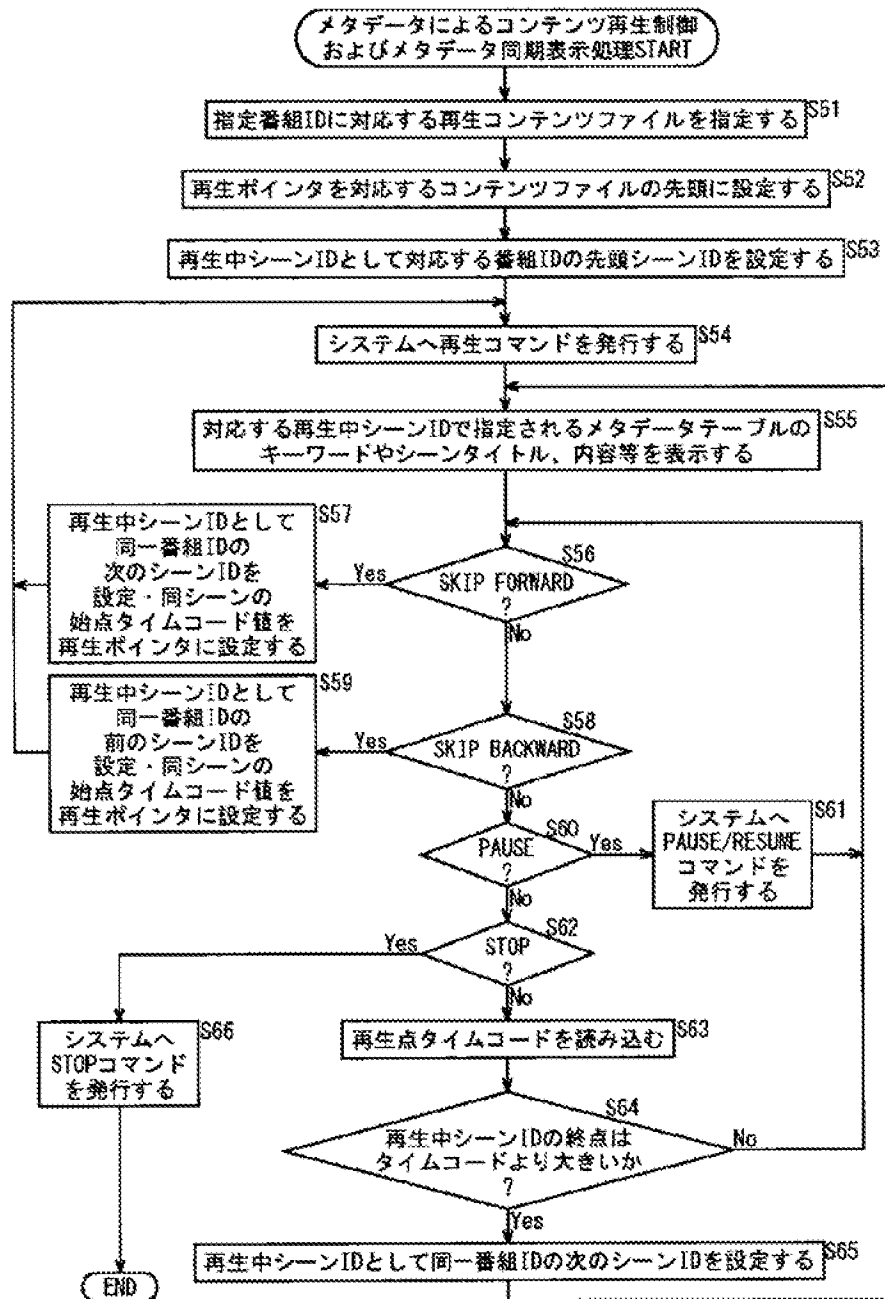 メタデータによるコンテンツ再生制御
およびメタデータ同期表示処理START
指定番組IDに対応する再生コンテンツファイルを指定する
S51
再生ポインタを対応するコンテンツファイルの先頭に設定する
S52
再生中シーンIDとして対応する番組IDの先頭シーンIDを設定する
S53
システムへ再生コマンドを発行する
S54
対応する再生中シーンIDで指定されるメタデータテーブルの
キーワードやシーンタイトル、内容等を表示する
S55
S56
SKIP FORWARD
?
Yes
No
S57
再生中シーンIDとして
同一番組IDの
次のシーンIDを
設定・同シーンの
始点タイムコード値を
再生ポインタに設定する
S58
SKIP BACKWARD
?
Yes
No
S59
再生中シーンIDとして
同一番組IDの
前のシーンIDを
設定・同シーンの
始点タイムコード値を
再生ポインタに設定する
S60
PAUSE
?
Yes
No
S61
システムへ
PAUSE/RESUME
コマンドを
発行する
S62
STOP
?
Yes
No
S66
システムへ
STOPコマンド
を発行する
再生点タイムコードを読み込む
S63
S64
再生中シーンIDの終点は
タイムコードより大きいか
?
No
Yes
再生中シーンIDとして同一番組IDの次のシーンIDを設定する
S65
END